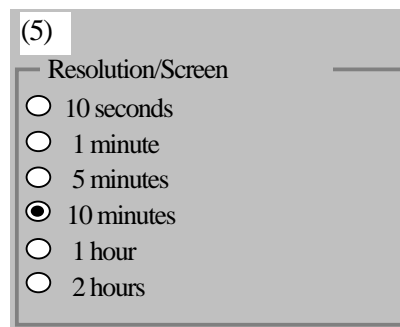 (5)
Resolution/Screen
10 seconds
1 minute
5 minutes
10 minutes
1 hour
2 hours